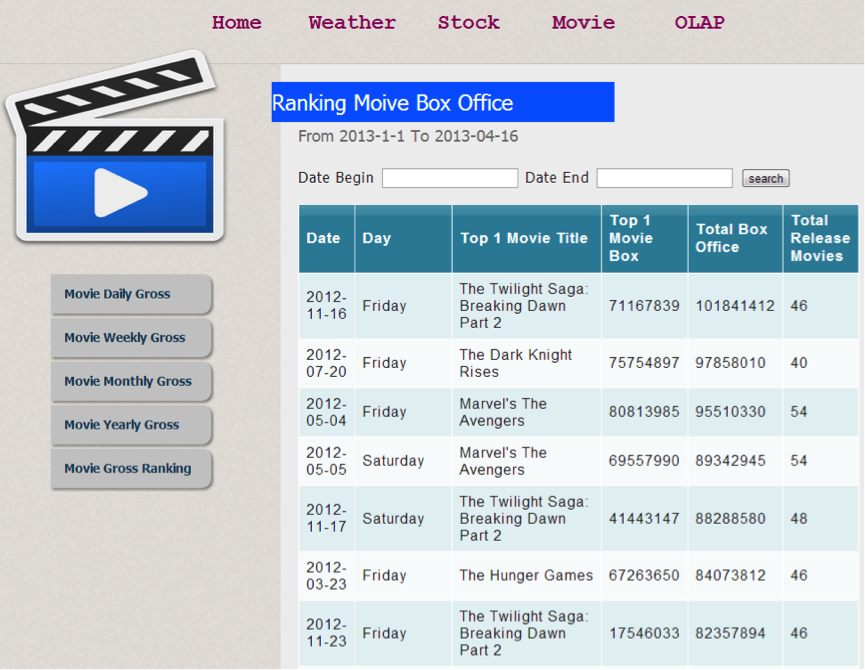 Home Weather Stock Movie OLAP
Ranking Moive Box Office
From 2013-1-1 To 2013-04-16
Date Begin Date End search
Movie Daily Gross
Movie Weekly Gross
Movie Monthly Gross
Movie Yearly Gross
Movie Gross Ranking
Date Day Top 1 Movie Title Top 1 Movie Box Total Box Office Total Release Movies
2012-11-16 Friday The Twilight Saga: Breaking Dawn Part 2 71167839 101841412 46
2012-07-20 Friday The Dark Knight Rises 75754897 97858010 40
2012-05-04 Friday Marvel's The Avengers 80813985 95510330 54
2012-05-05 Saturday Marvel's The Avengers 69557990 89342945 54
2012-11-17 Saturday The Twilight Saga: Breaking Dawn Part 2 41443147 88288580 48
2012-03-23 Friday The Hunger Games 67263650 84073812 46
2012-11-23 Friday The Twilight Saga: Breaking Dawn Part 2 17546033 82357894 46